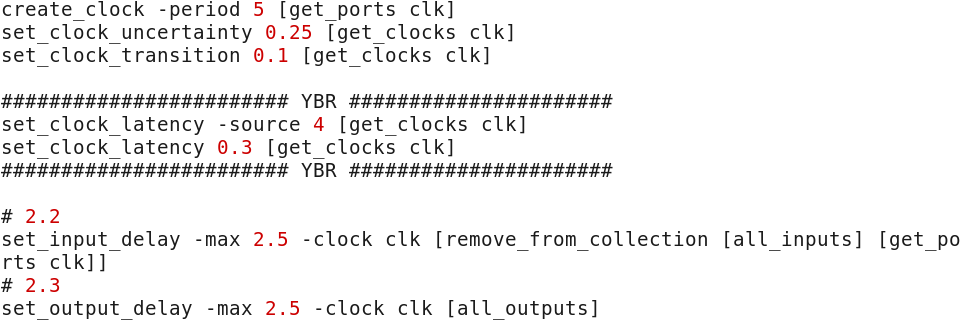 create_clock -period 5 [get_ports clk]
set_clock_uncertainty 0.25 [get_clocks clk]
set_clock_transition 0.1 [get_clocks clk]
######################## YBR ######################
set_clock_latency -source 4 [get_clocks clk]
set_clock_latency 0.3 [get_clocks clk]
######################## YBR ######################
# 2.2
set_input_delay -max 2.5 -clock clk [remove_from_collection [all_inputs] [get_po
rts clk]]
# 2.3
set_output_delay -max 2.5 -clock clk [all_outputs]